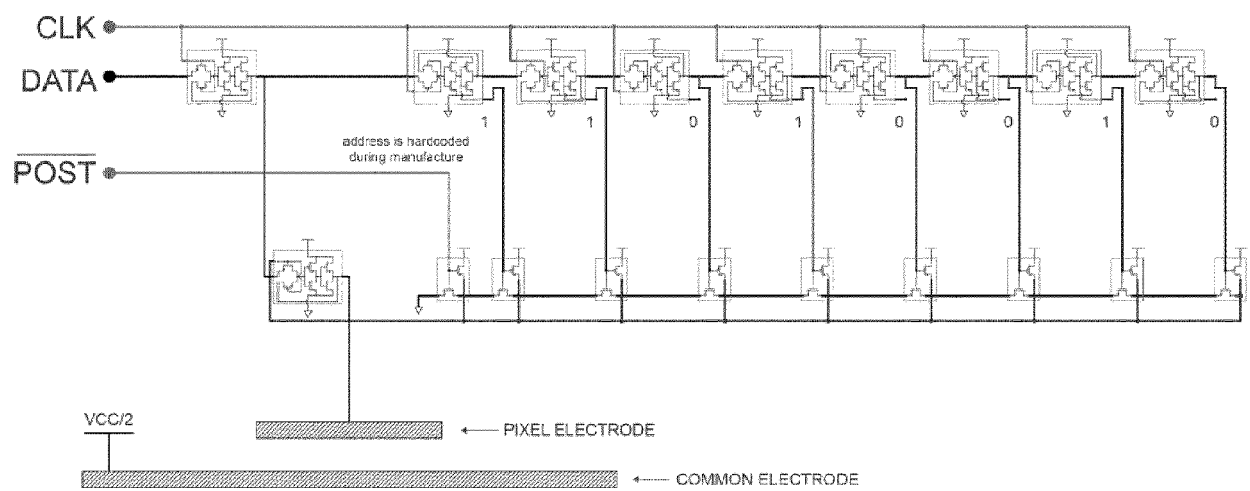 CLK
DATA
1 1 0 1 0 0 1 0
address is hardcooded
during manufacture
POST
VCC/2
PIXEL ELECTRODE
COMMON ELECTRODE